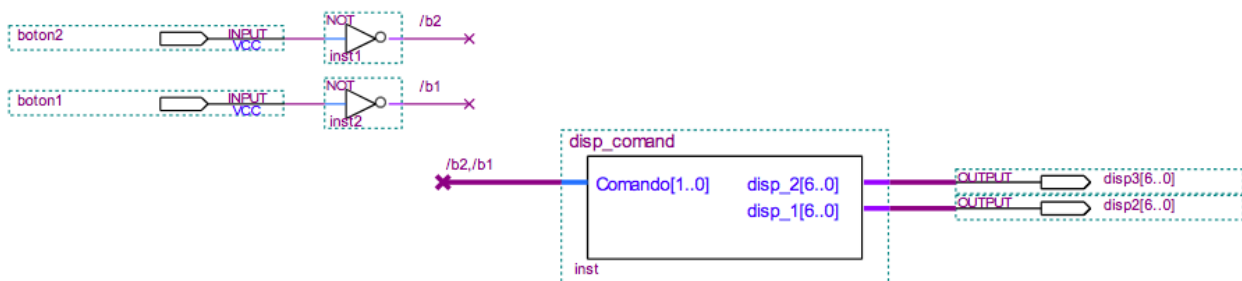 NOT
/b2
boton2
INPUT
VCC
inst1
NOT
/b1
boton1
INPUT
VCC
inst2
disp_comand
/b2,/b1
Comando[1..0]
disp_2[6..0]
OUTPUT
disp3[6..0]
disp_1[6..0]
OUTPUT
disp2[6..0]
inst